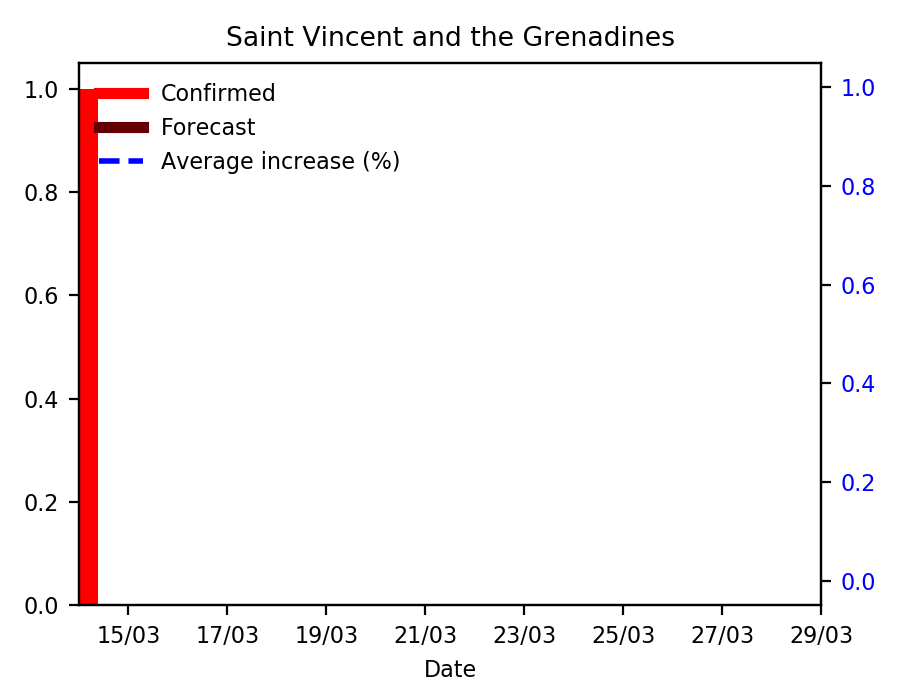 Saint Vincent and the Grenadines
Confirmed
Forecast
Average increase (%)
1.0
0.8
0.6
0.4
0.2
0.0
1.0
0.8
0.6
0.4
0.2
0.0
15/03 17/03 19/03 21/03 23/03 25/03 27/03 29/03
Date